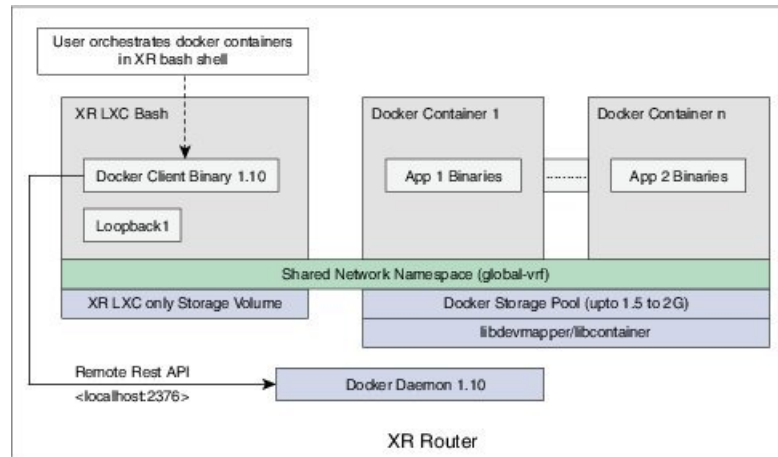 User orchestrates docker containers
in XR bash shell
XR LXC Bash
Docker Client Binary 1.10
Loopback1
Docker Container 1
App 1 Binaries
Docker Container n
App 2 Binaries
Shared Network Namespace (global-vrf)
XR LXC only Storage Volume
Docker Storage Pool (upto 1.5 to 2G)
libdevmapper/libcontainer
Remote Rest API
<localhost:2376>
Docker Daemon 1.10
XR Router